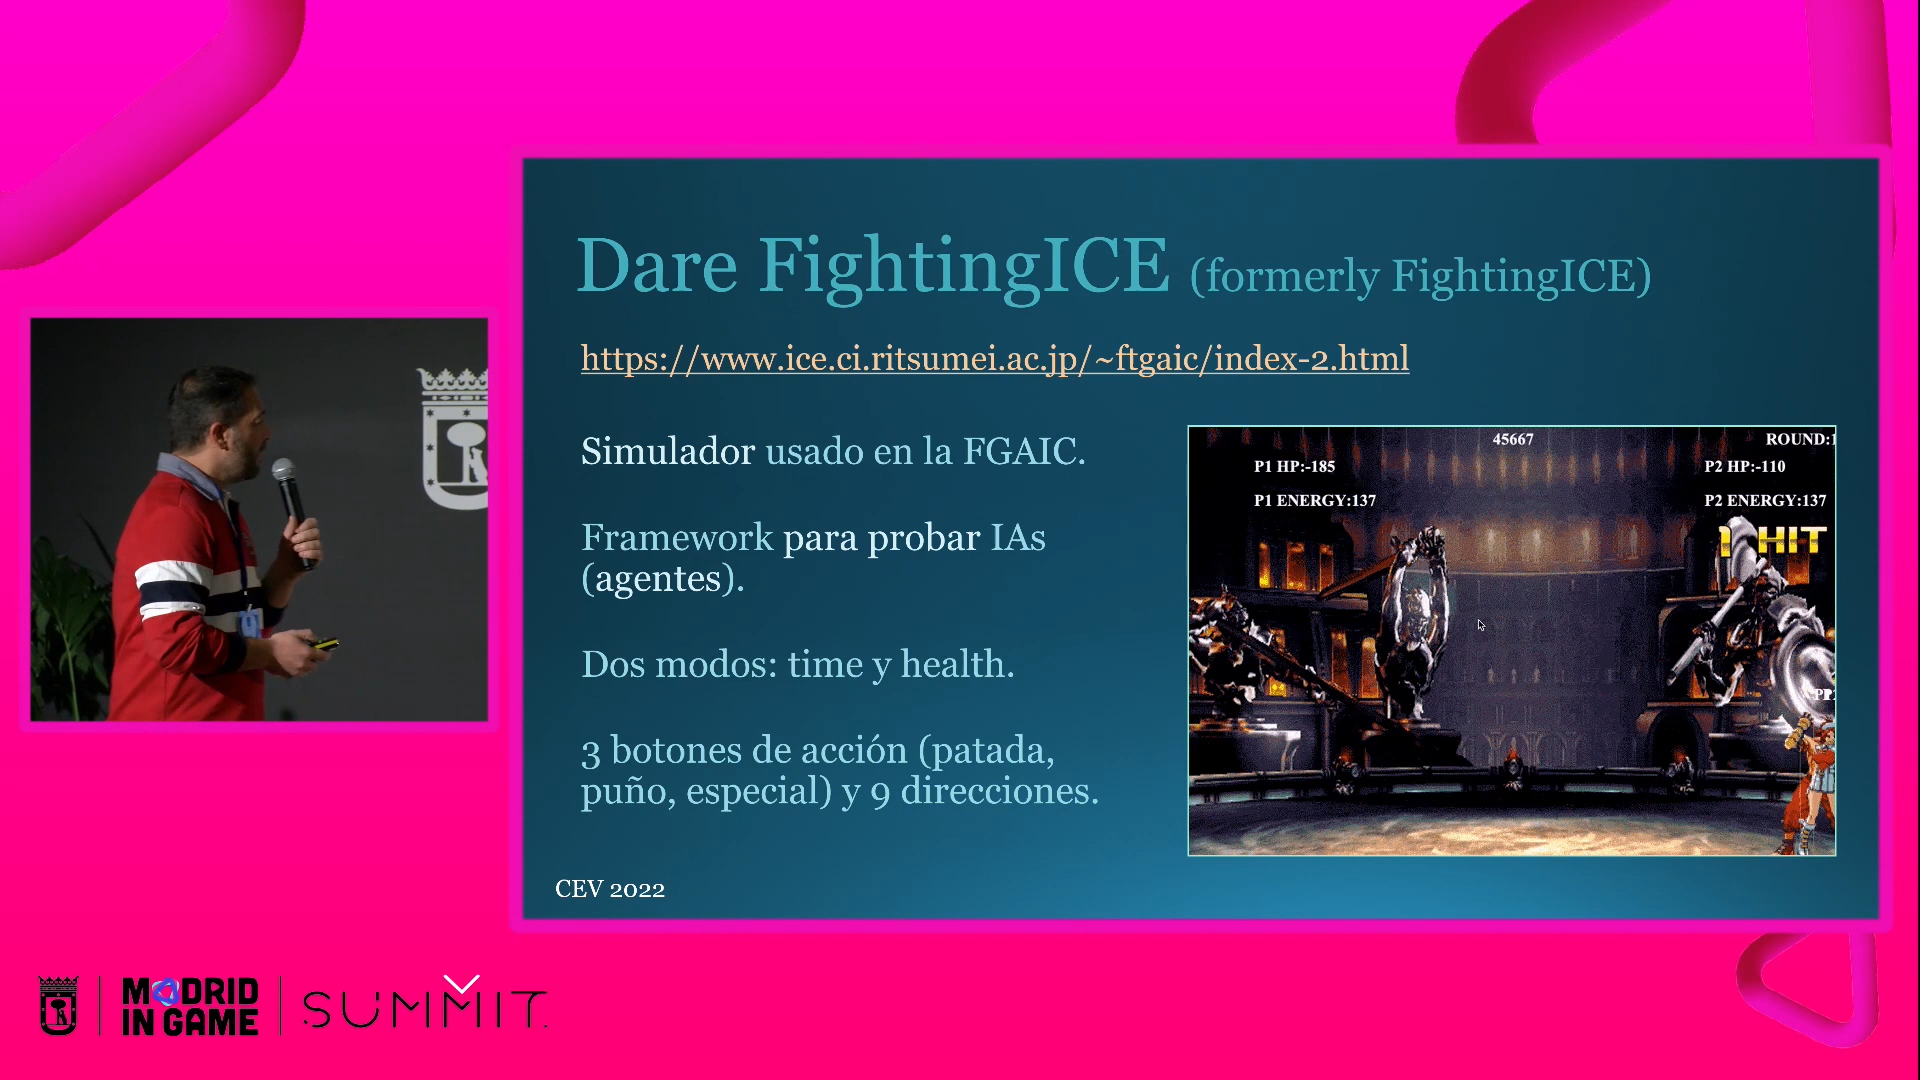 Dare FightingICE (formerly FightingICE)
https://www.ice.ci.ritsumei.ac.jp/~ftgaic/index-2.html
Simulador usado en la FGAIC.
Framework para probar IAs
(agentes).
Dos modos: time y health.
3 botones de acción (patada,
puño, especial) y 9 direcciones.
45667
ROUND:1
P1 HP:-185
P2 HP:-110
P1 ENERGY:137
P2 ENERGY:137
1 HIT
CEV 2022
MADRID
IN GAME
SUMMIT.